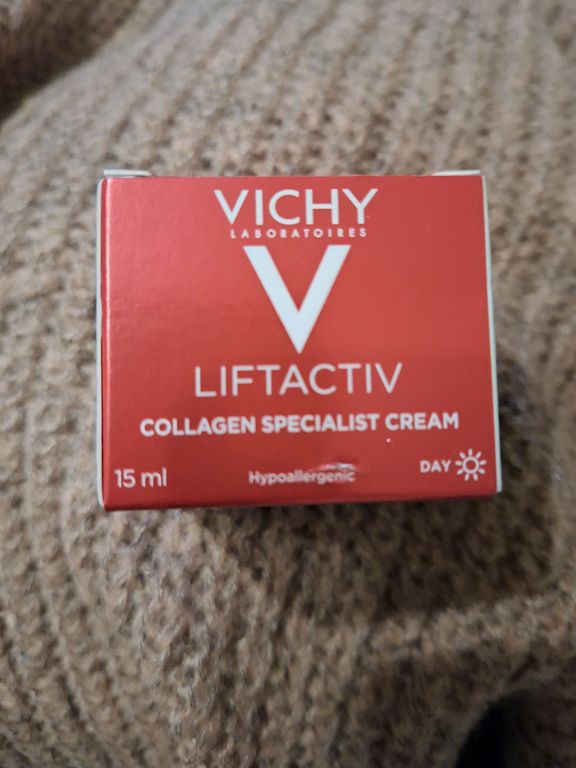 VICHY
LABORATOIRES
V
LIFTACTIV
COLLAGEN SPECIALIST CREAM
15 ml
Hypoallergenic
DAY